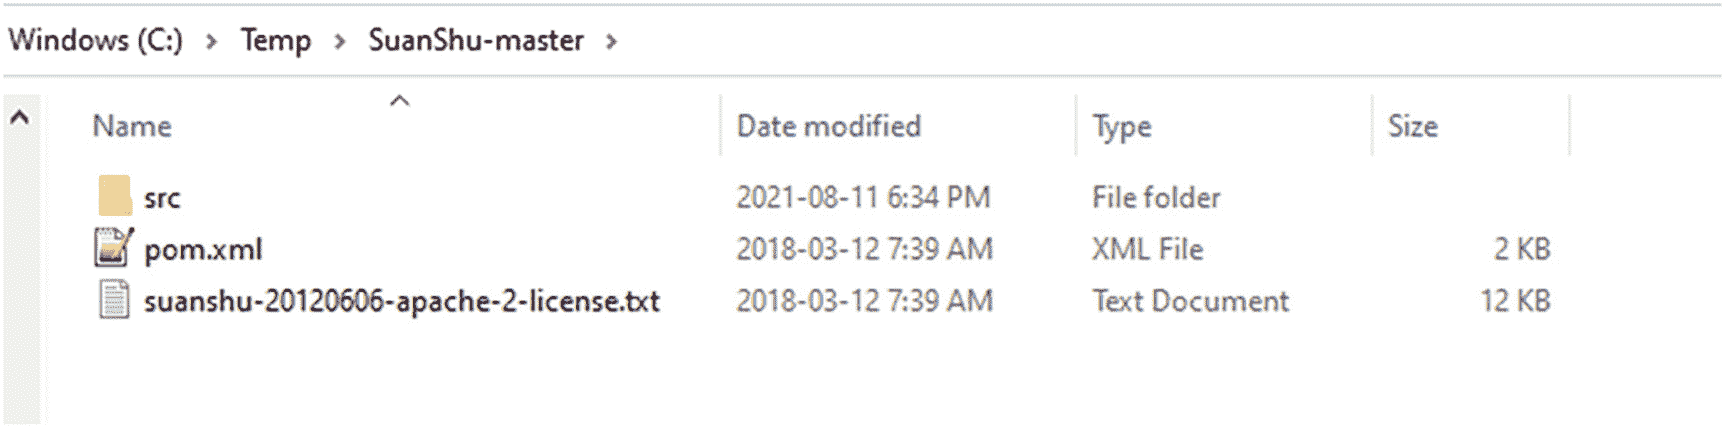 Windows (C:) > Temp > SuanShu-master >
Name Date modified Type Size
src 2021-08-11 6:34 PM File folder
pom.xml 2018-03-12 7:39 AM XML File 2 KB
suanshu-20120606-apache-2-license.txt 2018-03-12 7:39 AM Text Document 12 KB